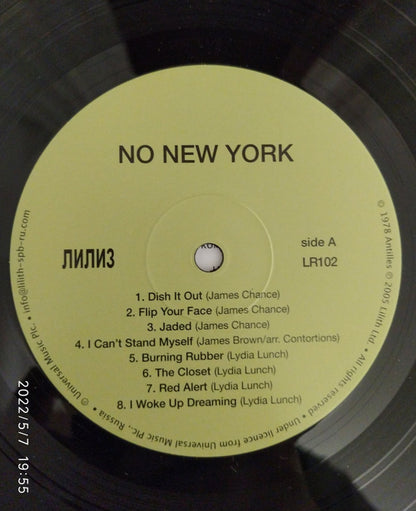 NO NEW YORK
ЛИЛИЗ
side A
LR102
1. Dish It Out (James Chance)
2. Flip Your Face (James Chance)
3. Jaded (James Chance)
4. I Can't Stand Myself (James Brown/arr. Contortions)
5. Burning Rubber (Lydia Lunch)
6. The Closet (Lydia Lunch)
7. Red Alert (Lydia Lunch)
8. I Woke Up Dreaming (Lydia Lunch)
℗ 1978 Antilles © 2005 Lilith Ltd. • All rights reserved • Under licence from Universal Music Plc., Russia • ℗ Universal Music Plc. • info@lilith-spb-ru.com
2022/5/7 19:55